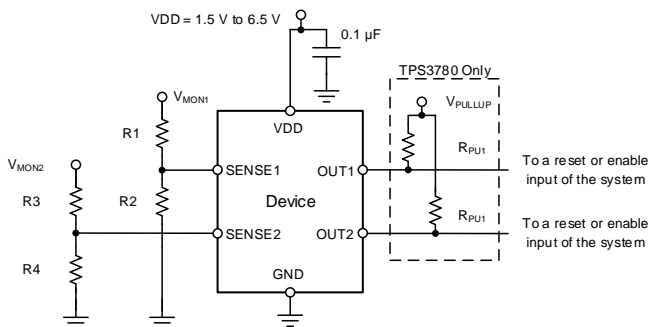 VDD = 1.5 V to 6.5 V
0.1 µF
TPS3780 Only
VMON1
VPULLUP
R1
VDD
RPU1
To a reset or enable
input of the system
VMON2
SENSE1
OUT1
R3
R2
Device
RPU1
To a reset or enable
input of the system
SENSE2
OUT2
R4
GND